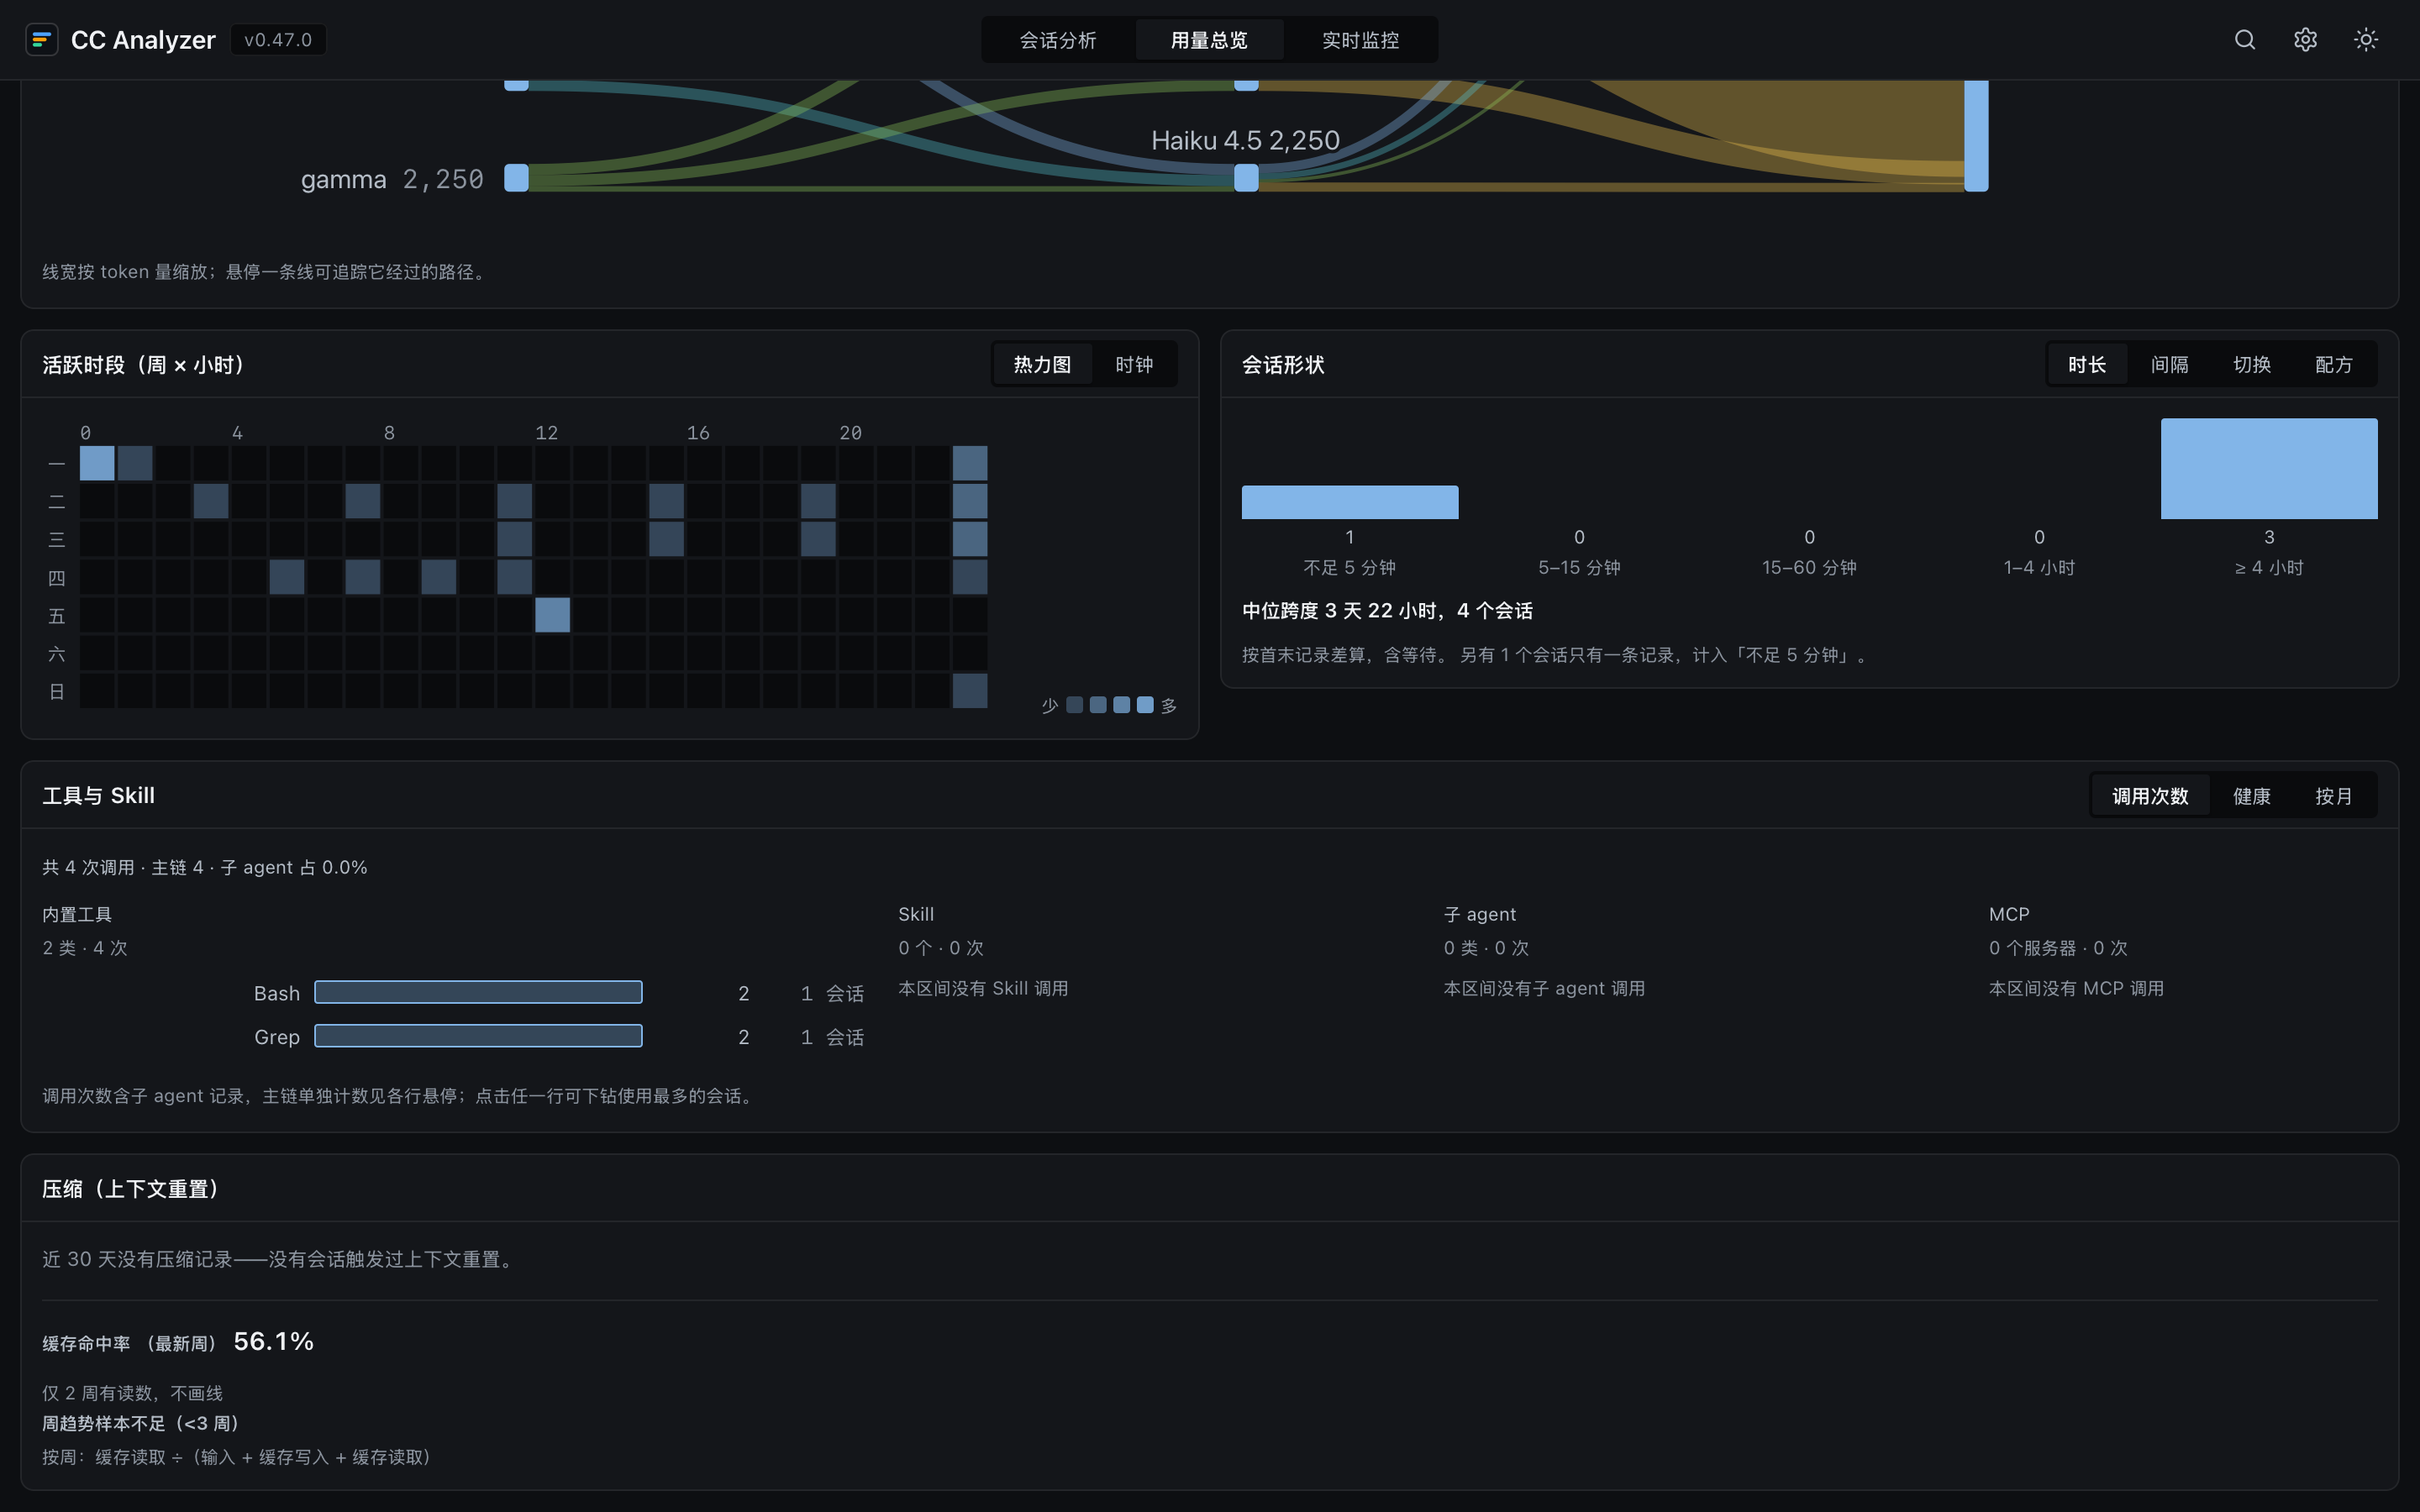 CC Analyzer v0.47.0
会话分析 用量总览 实时监控
Haiku 4.5 2,250
gamma 2,250
线宽按 token 量缩放；悬停一条线可追踪它经过的路径。
活跃时段（周 × 小时）
热力图 时钟
0 4 8 12 16 20
一
二
三
四
五
六
日
少 多
会话形状
时长 间隔 切换 配方
1 0 0 0 3
不足 5 分钟 5–15 分钟 15–60 分钟 1–4 小时 ≥ 4 小时
中位跨度 3 天 22 小时，4 个会话
按首末记录差算，含等待。 另有 1 个会话只有一条记录，计入「不足 5 分钟」。
工具与 Skill
调用次数 健康 按月
共 4 次调用 · 主链 4 · 子 agent 占 0.0%
内置工具
2 类 · 4 次
Bash 2 1 会话
Grep 2 1 会话
Skill
0 个 · 0 次
本区间没有 Skill 调用
子 agent
0 类 · 0 次
本区间没有子 agent 调用
MCP
0 个服务器 · 0 次
本区间没有 MCP 调用
调用次数含子 agent 记录，主链单独计数见各行悬停；点击任一行可下钻使用最多的会话。
压缩（上下文重置）
近 30 天没有压缩记录——没有会话触发过上下文重置。
缓存命中率 （最新周） 56.1%
仅 2 周有读数，不画线
周趋势样本不足（<3 周）
按周：缓存读取 ÷（输入 + 缓存写入 + 缓存读取）